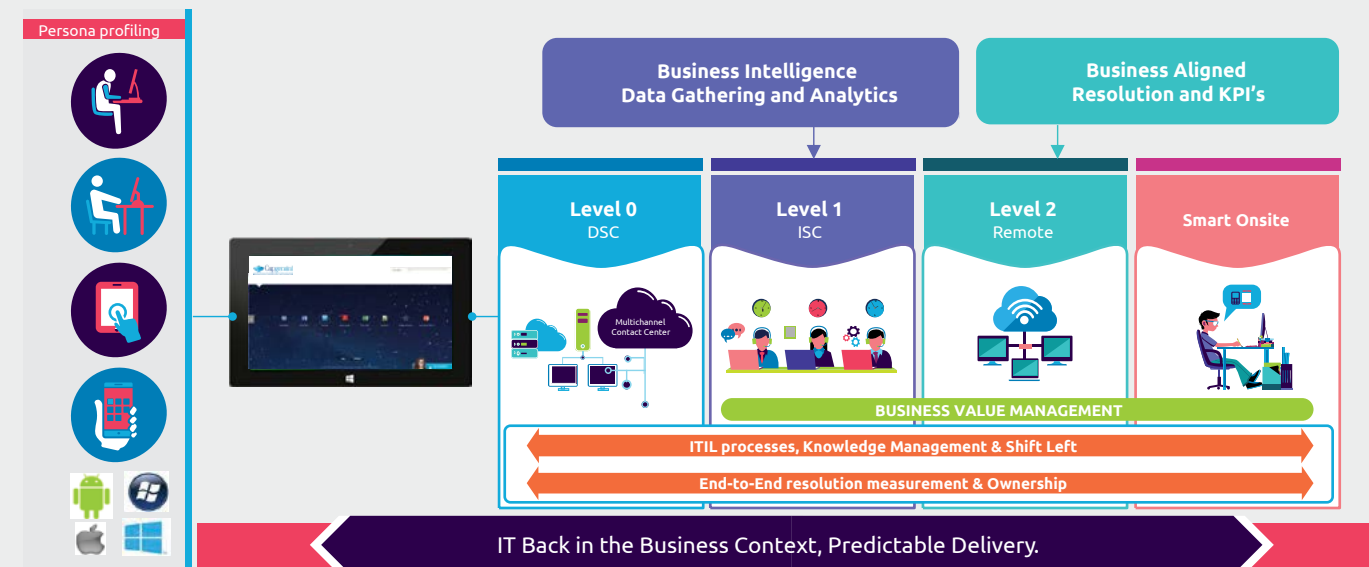 Persona profiling
Business Intelligence
Data Gathering and Analytics
Business Aligned
Resolution and KPI's
Level 0
DSC
Level 1
ISC
Level 2
Remote
Smart Onsite
Capgemini
Multichannel
Contact Center
BUSINESS VALUE MANAGEMENT
ITIL processes, Knowledge Management & Shift Left
End-to-End resolution measurement & Ownership
IT Back in the Business Context, Predictable Delivery.